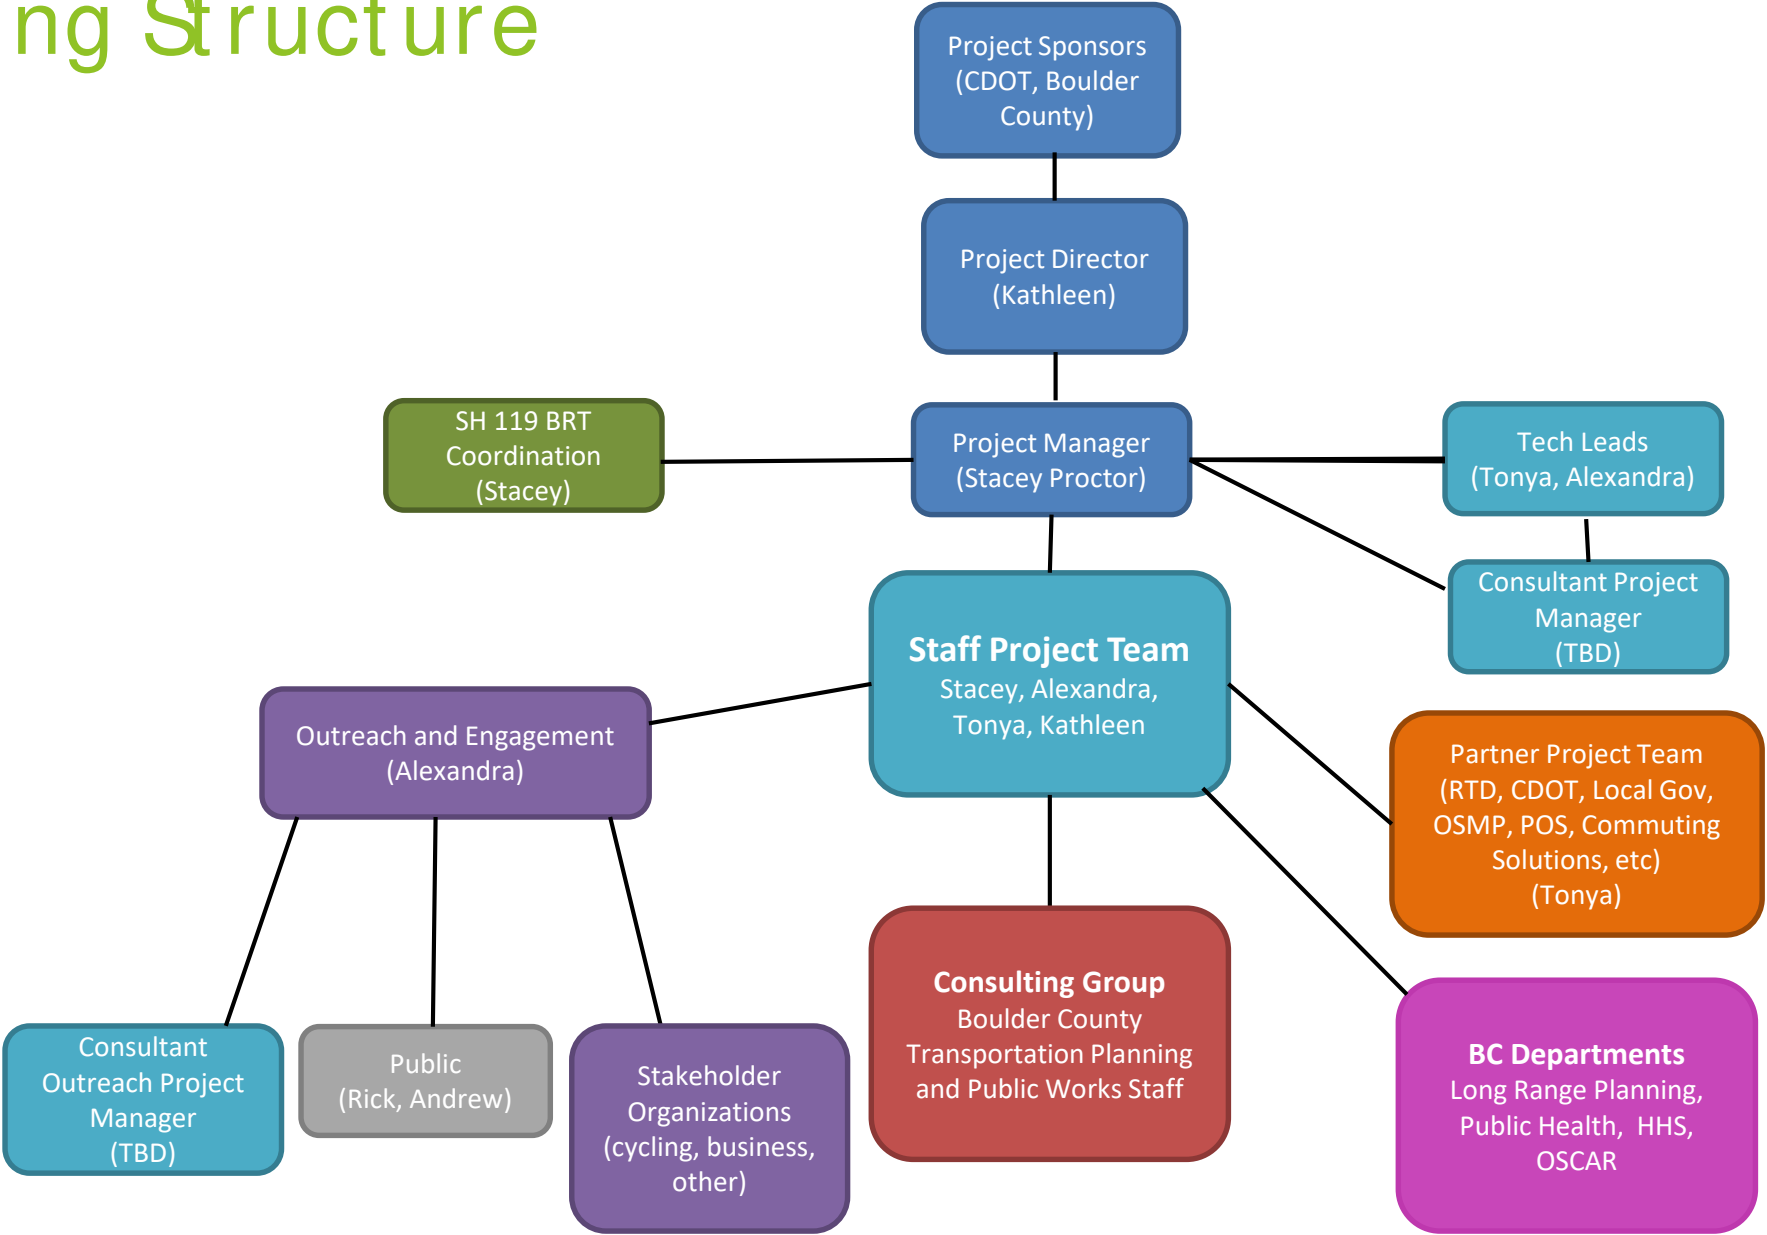 ng Structure
Project Sponsors
(CDOT, Boulder
County)
Project Director
(Kathleen)
SH 119 BRT
Coordination
(Stacey)
Project Manager
(Stacey Proctor)
Tech Leads
(Tonya, Alexandra)
Consultant Project
Manager
(TBD)
Staff Project Team
Stacey, Alexandra,
Tonya, Kathleen
Outreach and Engagement
(Alexandra)
Partner Project Team
(RTD, CDOT, Local Gov,
OSMP, POS, Commuting
Solutions, etc)
(Tonya)
Consultant
Outreach Project
Manager
(TBD)
Public
(Rick, Andrew)
Stakeholder
Organizations
(cycling, business,
other)
Consulting Group
Boulder County
Transportation Planning
and Public Works Staff
BC Departments
Long Range Planning,
Public Health,  HHS,
OSCAR